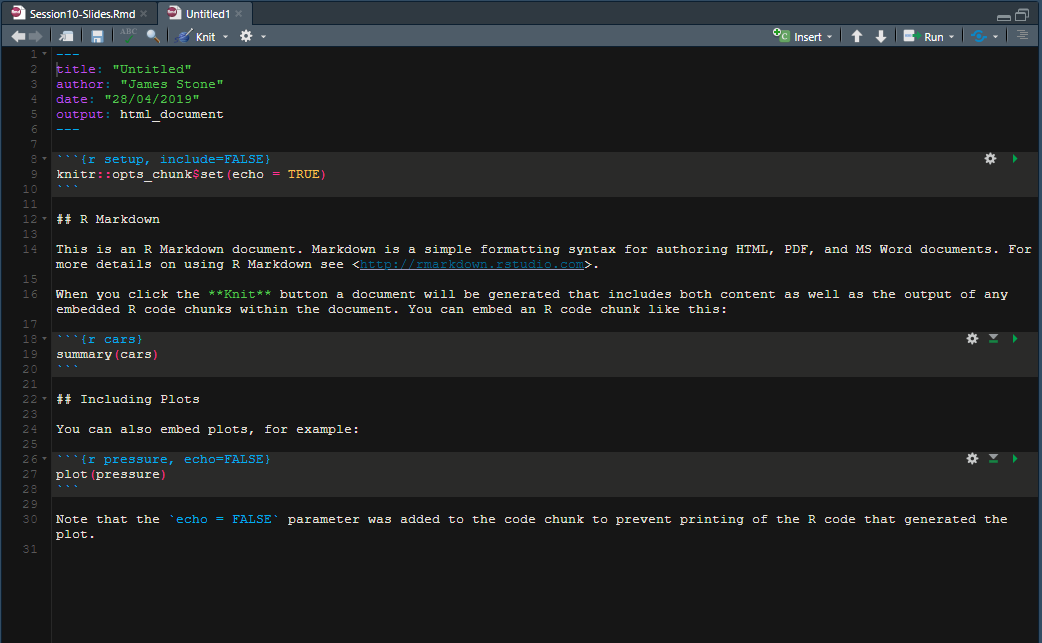 Session10-Slides.Rmd × Untitled1 ×
ABC Knit Insert Run
1 ---
2 title: "Untitled"
3 author: "James Stone"
4 date: "28/04/2019"
5 output: html_document
6 ---
7
8 ```{r setup, include=FALSE}
9 knitr::opts_chunk$set(echo = TRUE)
10 ```
11
12 ## R Markdown
13
14 This is an R Markdown document. Markdown is a simple formatting syntax for authoring HTML, PDF, and MS Word documents. For
more details on using R Markdown see <http://rmarkdown.rstudio.com>.
15
16 When you click the **Knit** button a document will be generated that includes both content as well as the output of any
embedded R code chunks within the document. You can embed an R code chunk like this:
17
18 ```{r cars}
19 summary(cars)
20 ```
21
22 ## Including Plots
23
24 You can also embed plots, for example:
25
26 ```{r pressure, echo=FALSE}
27 plot(pressure)
28 ```
29
30 Note that the `echo = FALSE` parameter was added to the code chunk to prevent printing of the R code that generated the
plot.
31